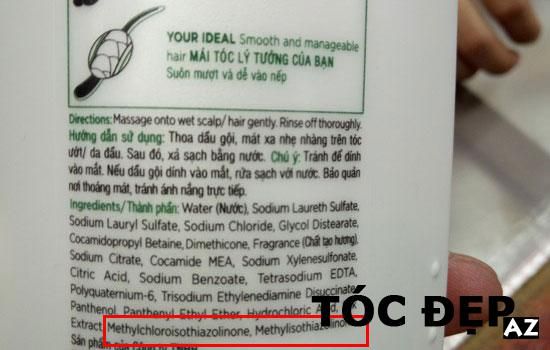 YOUR IDEAL Smooth and manageable
hair MÁI TÓC LÝ TƯỞNG CỦA BẠN
Suôn mượt và dễ vào nếp
Directions: Massage onto wet scalp/ hair gently. Rinse off thoroughly.
Hướng dẫn sử dụng: Thoa dầu gội, mát xa nhẹ nhàng trên tóc
ướt/ da đầu. Sau đó, xả sạch bằng nước. Chú ý: Tránh để dính
vào mắt. Nếu dầu gội dính vào mắt, rửa sạch với nước. Bảo quản
nơi thoáng mát, tránh ánh nắng trực tiếp.
Ingredients/ Thành phần: Water (Nước), Sodium Laureth Sulfate,
Sodium Lauryl Sulfate, Sodium Chloride, Glycol Distearate,
Cocamidopropyl Betaine, Dimethicone, Fragrance (Chất tạo hương),
Sodium Citrate, Cocamide MEA, Sodium Xylenesulfonate,
Citric Acid, Sodium Benzoate, Tetrasodium EDTA,
Polyquaternium-6, Trisodium Ethylenediamine Disuccinate,
Panthenol, Panthenyl Ethyl Ether, Hydrochloric Acid,
Extract, Methylchloroisothiazolinone, Methylisothiazolinone
Sản phẩm của
TÓC ĐẸP
AZ